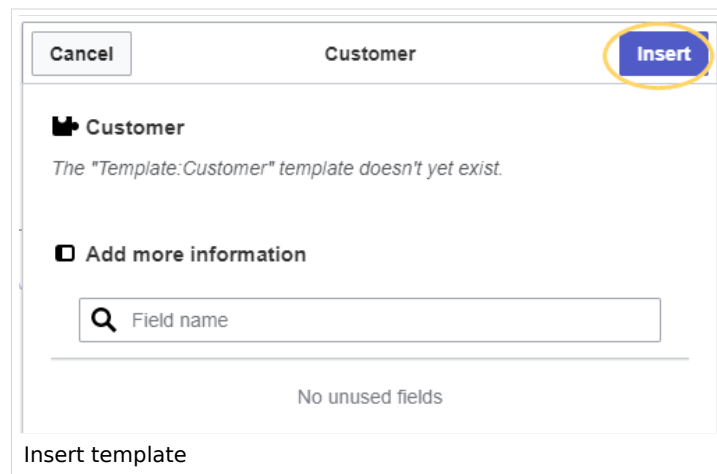 Cancel Customer Insert
Customer
The "Template:Customer" template doesn't yet exist.
Add more information
Field name
No unused fields
Insert template